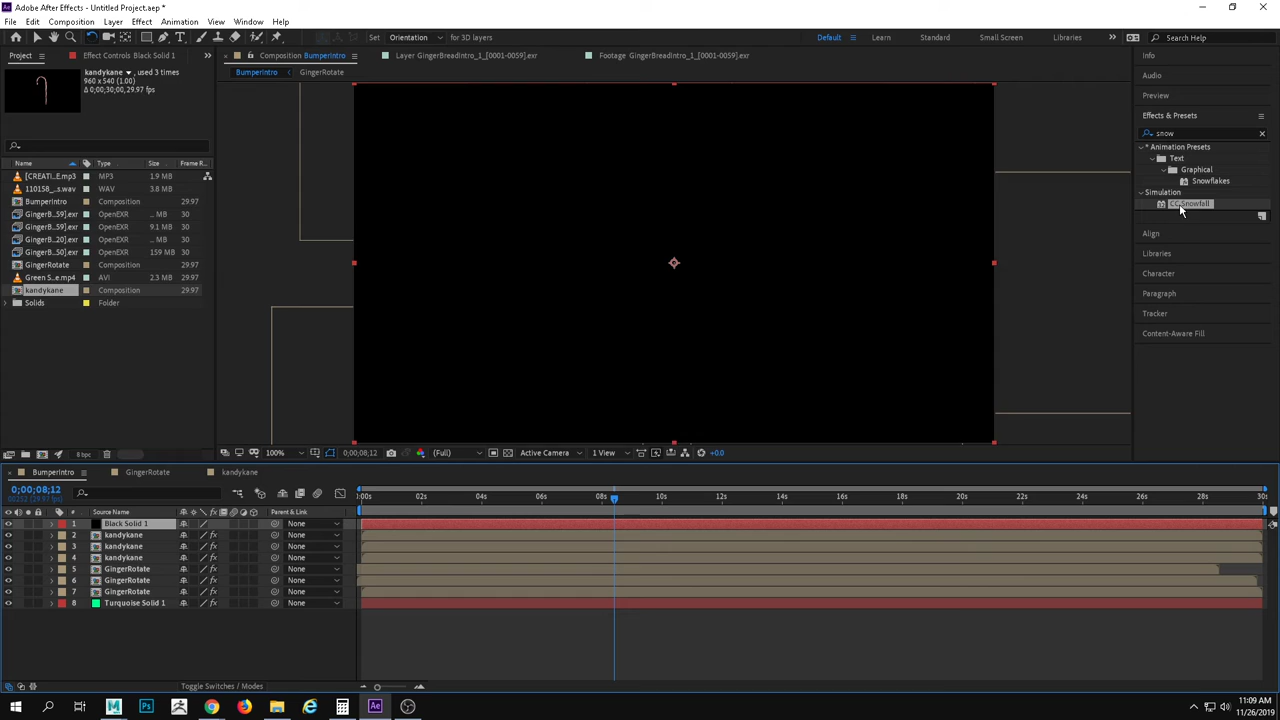 Adobe After Effects - Untitled Project.aep *
File Edit Composition Layer Effect Animation View Window Help
Set Orientation for 3D layers Default Learn Standard Small Screen Libraries Search Help
Project Effect Controls Black Solid 1 Composition BumperIntro Layer GingerBreadIntro_1_[0001-0059].exr Footage GingerBreadIntro_1_[0001-0059].exr
kandykane , used 3 times
960 x 540 (1.00)
Δ 0;00;30;00, 29.97 fps
BumperIntro GingerRotate
Info
Audio
Preview
Effects & Presets
snow
* Animation Presets
Text
Graphical
Snowflakes
Simulation
CC Snowfall
Align
Libraries
Character
Paragraph
Tracker
Content-Aware Fill
Name Type Size Frame R...
[CREATI...E.mp3 MP3 1.9 MB
110158_...s.wav WAV 3.8 MB
BumperIntro Composition 29.97
GingerB...59].exr OpenEXR ... MB 30
GingerB...59].exr OpenEXR 9.1 MB 30
GingerB...20].exr OpenEXR ... MB 30
GingerB...50].exr OpenEXR 159 MB 30
GingerRotate Composition 29.97
Green S...e.mp4 AVI 2.3 MB 29.97
kandykane Composition 29.97
Solids Folder
8 bpc
100% 0;00;08;12 (Full) Active Camera 1 View +0.0
BumperIntro GingerRotate kandykane
0;00;08;12
00252 (29.97 fps)
:00s 02s 04s 06s 08s 10s 12s 14s 16s 18s 20s 22s 24s 26s 28s 30s
# Source Name Parent & Link
1 Black Solid 1 None
2 kandykane None
3 kandykane None
4 kandykane None
5 GingerRotate None
6 GingerRotate None
7 GingerRotate None
8 Turquoise Solid 1 None
Toggle Switches / Modes
11:09 AM
11/26/2019